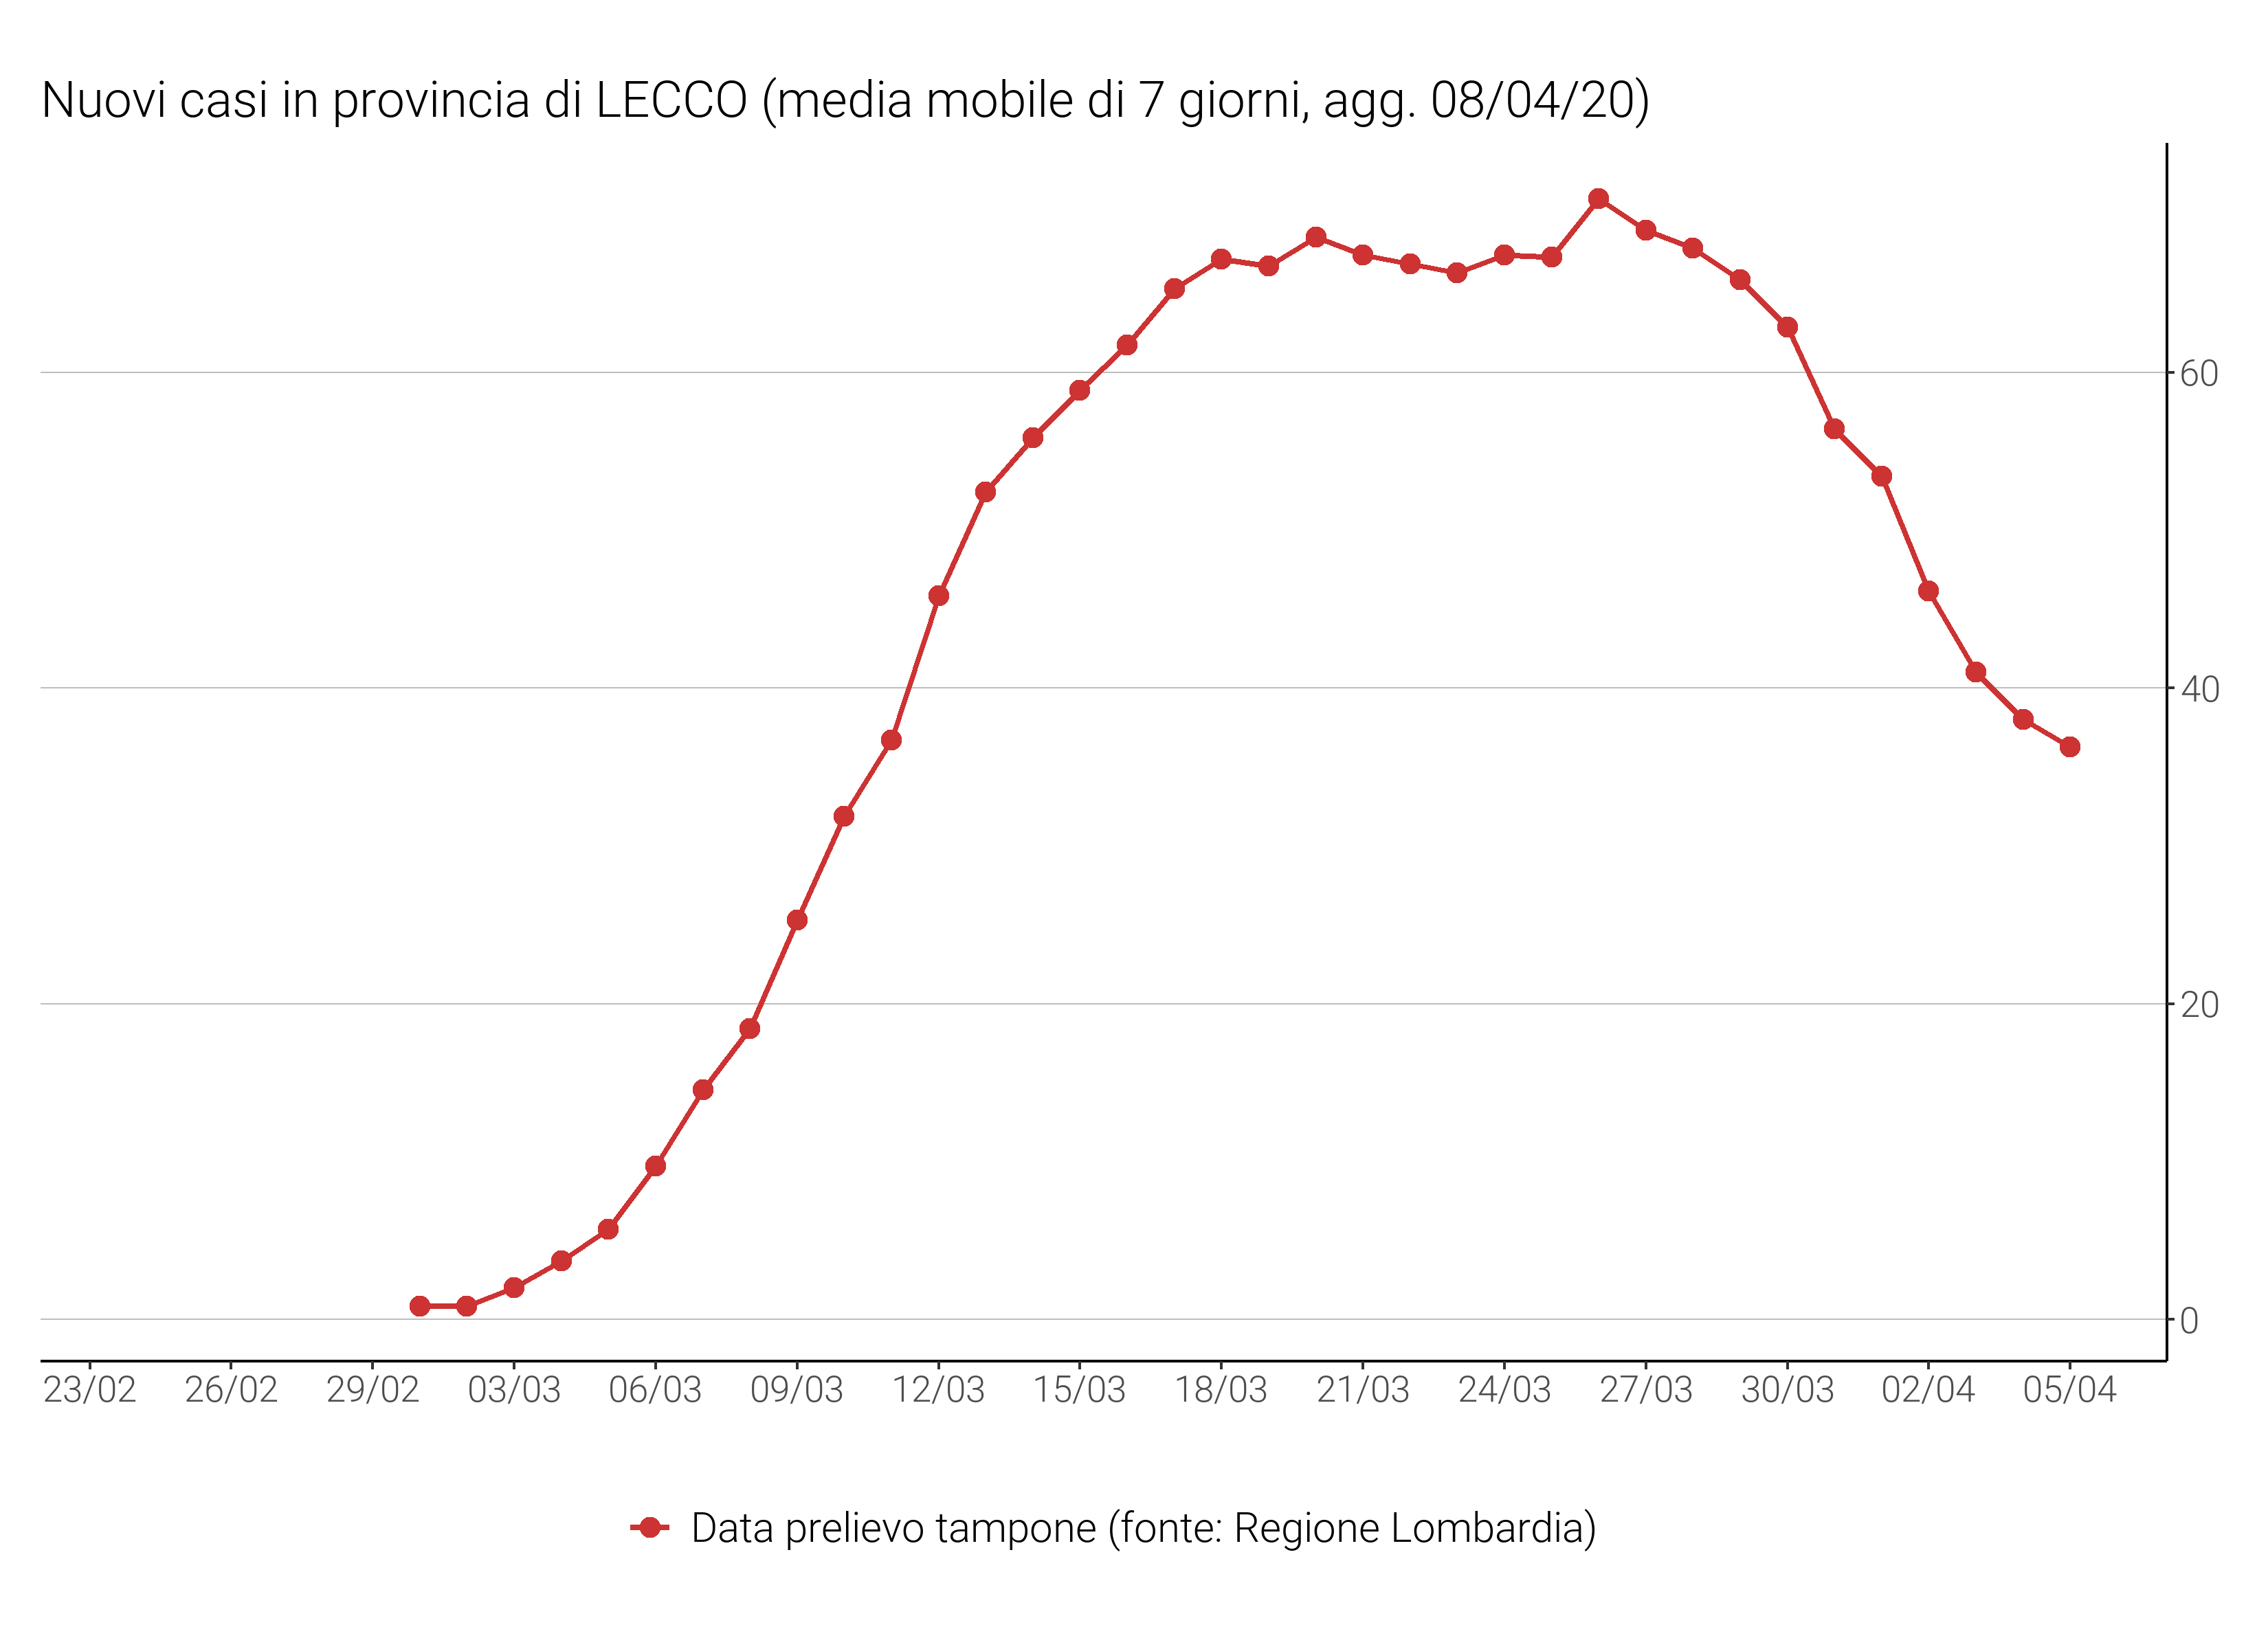 Nuovi casi in provincia di LECCO (media mobile di 7 giorni, agg. 08/04/20)
60
40
20
0
23/02 26/02 29/02 03/03 06/03 09/03 12/03 15/03 18/03 21/03 24/03 27/03 30/03 02/04 05/04
Data prelievo tampone (fonte: Regione Lombardia)